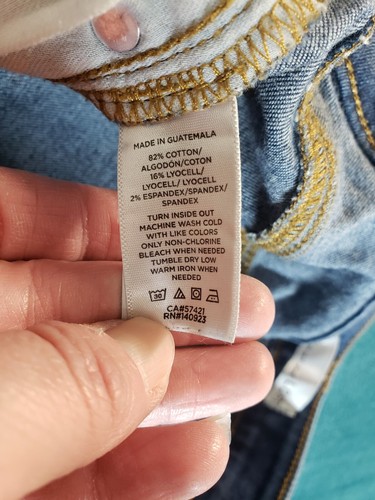 MADE IN GUATEMALA
82% COTTON/
ALGODÓN/COTON
16% LYOCELL/
LYOCELL/ LYOCELL
2% ESPANDEX/SPANDEX/
SPANDEX
TURN INSIDE OUT
MACHINE WASH COLD
WITH LIKE COLORS
ONLY NON-CHLORINE
BLEACH WHEN NEEDED
TUMBLE DRY LOW
WARM IRON WHEN
NEEDED
30
CA#57421
RN#140923